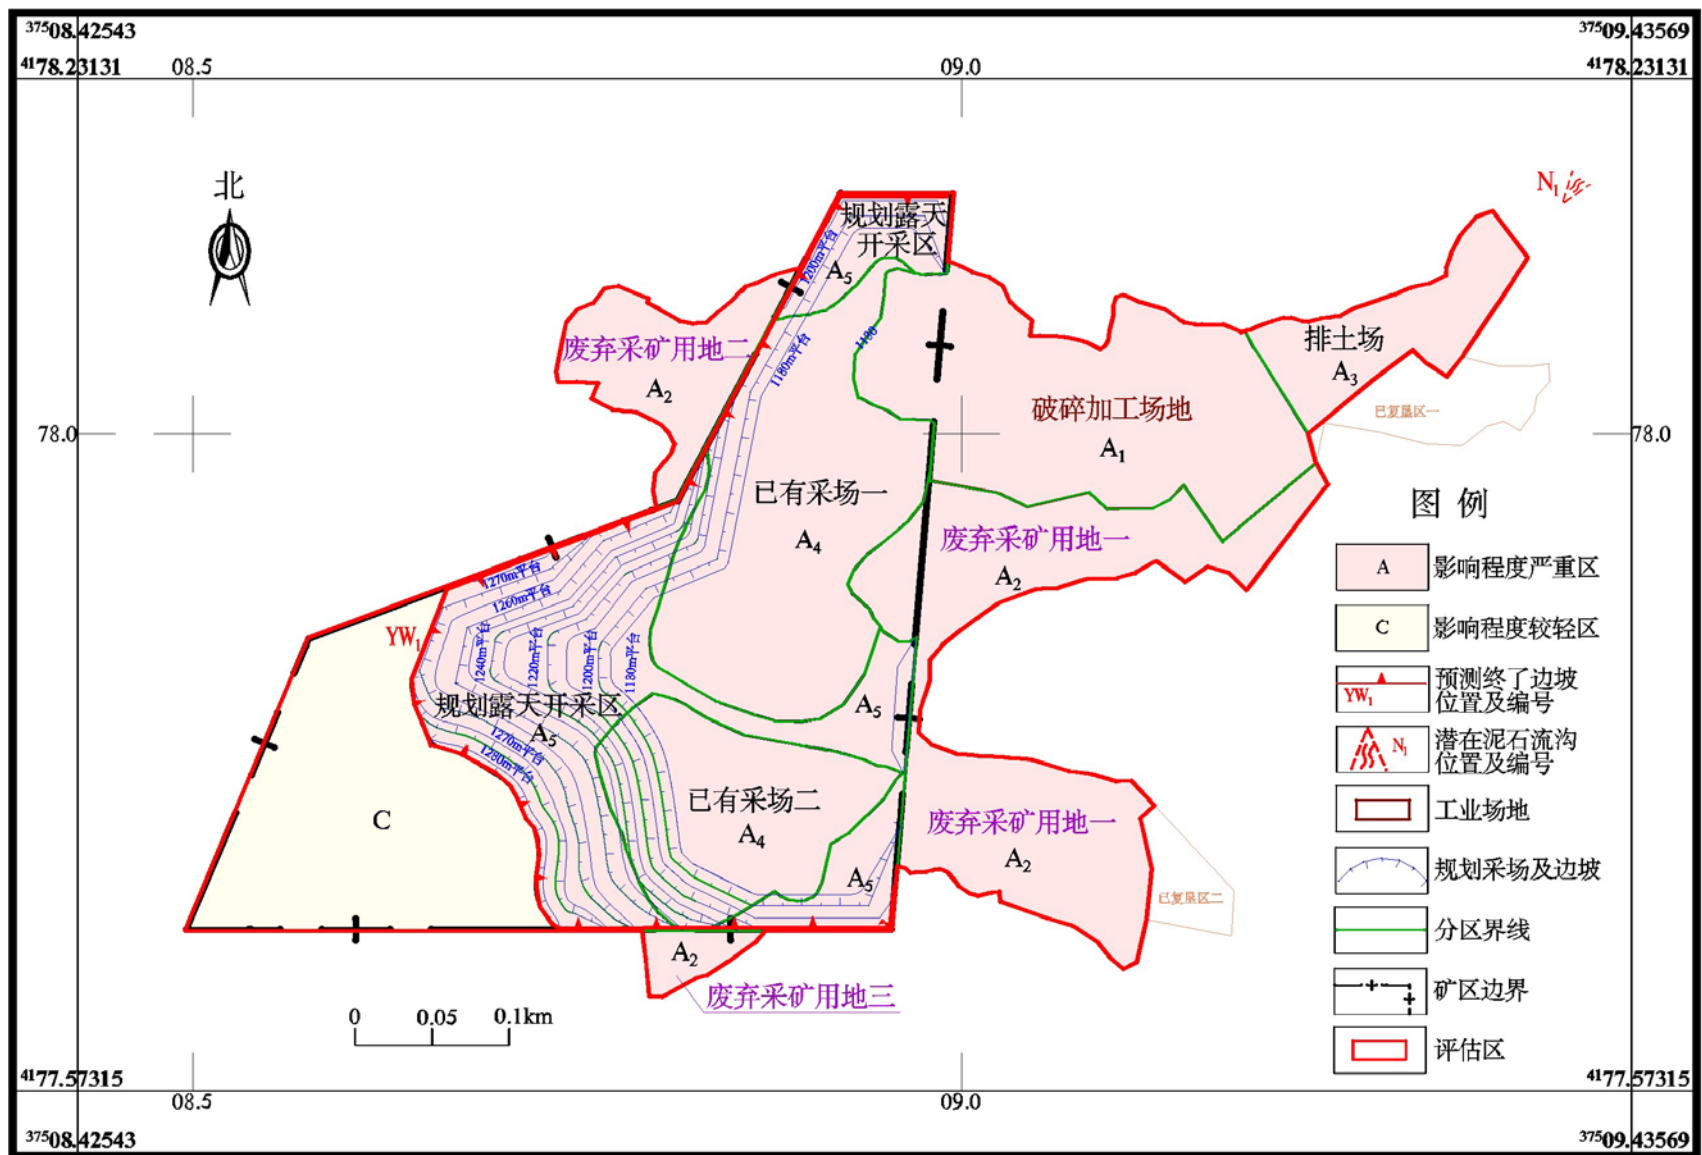 37508.42543
37509.43569
4178.23131
08.5
09.0
4178.23131
北
N1
规划露天
开采区
A5
1200m平台
1180m平台
1180
废弃采矿用地二
A2
排土场
A3
已复垦区一
破碎加工场地
A1
78.0
78.0
已有采场一
A4
废弃采矿用地一
A2
1270m平台
1260m平台
1240m平台
1220m平台
1200m平台
1180m平台
YW1
规划露天开采区
A5
1270m平台
1280m平台
A5
C
已有采场二
A4
A5
废弃采矿用地一
A2
已复垦区二
A2
废弃采矿用地三
0
0.05
0.1km
图 例
A
影响程度严重区
C
影响程度较轻区
YW1
预测终了边坡
位置及编号
N1
潜在泥石流沟
位置及编号
工业场地
规划采场及边坡
分区界线
矿区边界
评估区
4177.57315
08.5
09.0
4177.57315
37508.42543
37509.43569